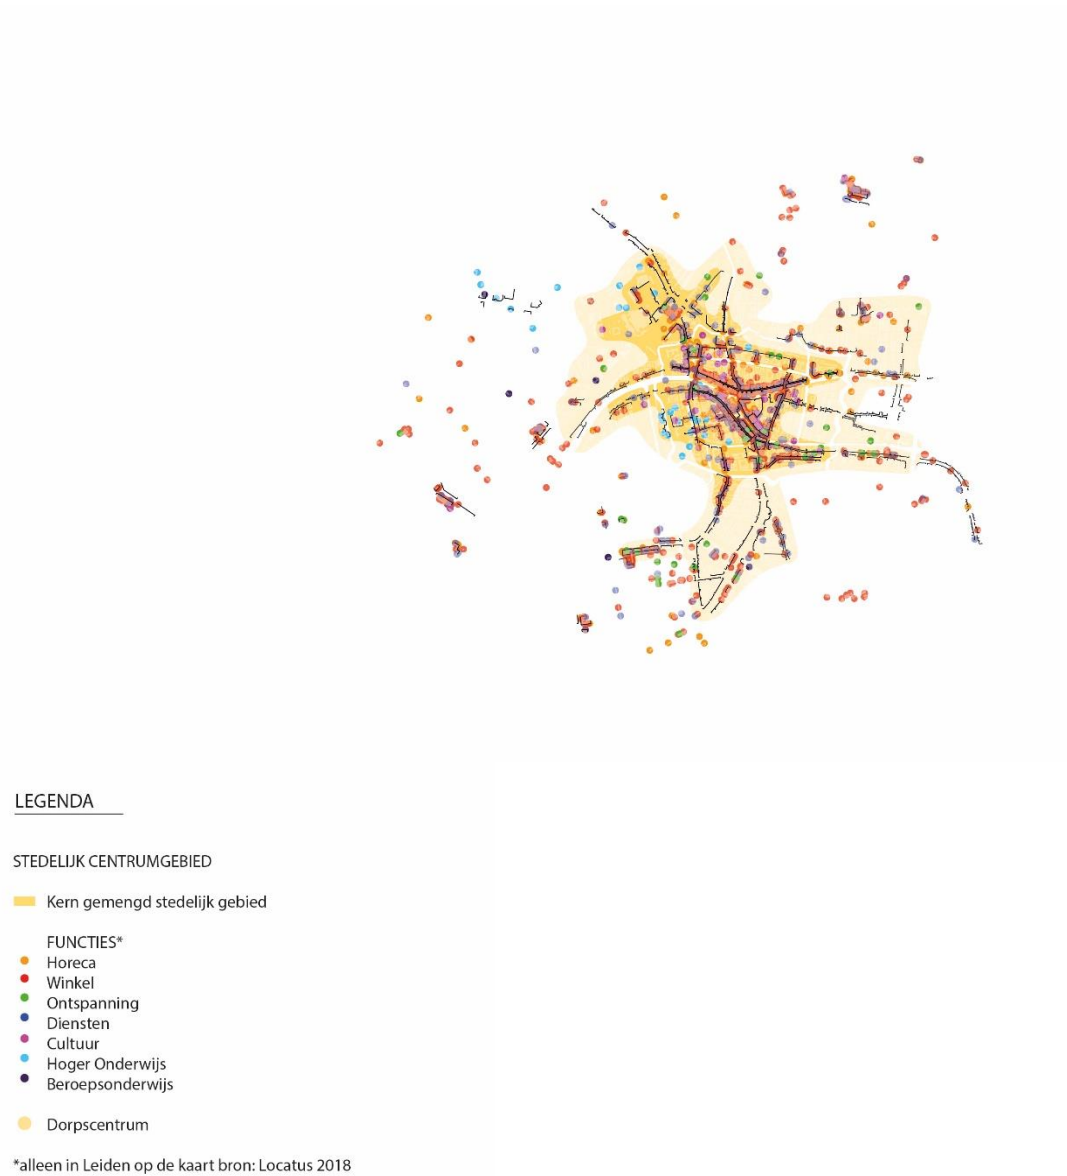 LEGENDA
STEDELIJK CENTRUMGEBIED
Kern gemengd stedelijk gebied
FUNCTIES*
Horeca
Winkel
Ontspanning
Diensten
Cultuur
Hoger Onderwijs
Beroepsonderwijs
Dorpscentrum
*alleen in Leiden op de kaart bron: Locatus 2018